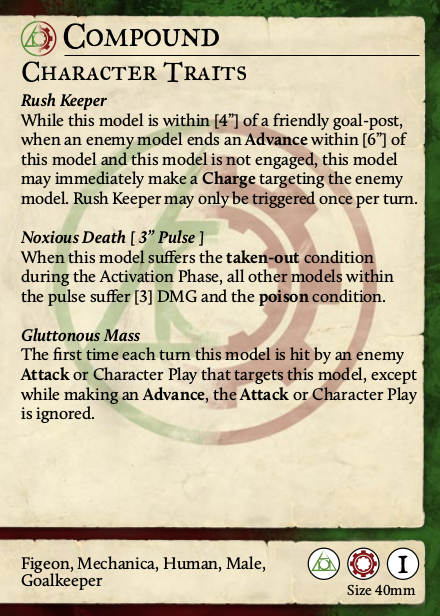 Compound
Character Traits
Rush Keeper
While this model is within [4”] of a friendly goal-post,
when an enemy model ends an Advance within [6”] of
this model and this model is not engaged, this model
may immediately make a Charge targeting the enemy
model. Rush Keeper may only be triggered once per turn.
Noxious Death [ 3” Pulse ]
When this model suffers the taken-out condition
during the Activation Phase, all other models within
the pulse suffer [3] DMG and the poison condition.
Gluttonous Mass
The first time each turn this model is hit by an enemy
Attack or Character Play that targets this model, except
while making an Advance, the Attack or Character Play
is ignored.
Figeon, Mechanica, Human, Male,
Goalkeeper
1
Size 40mm